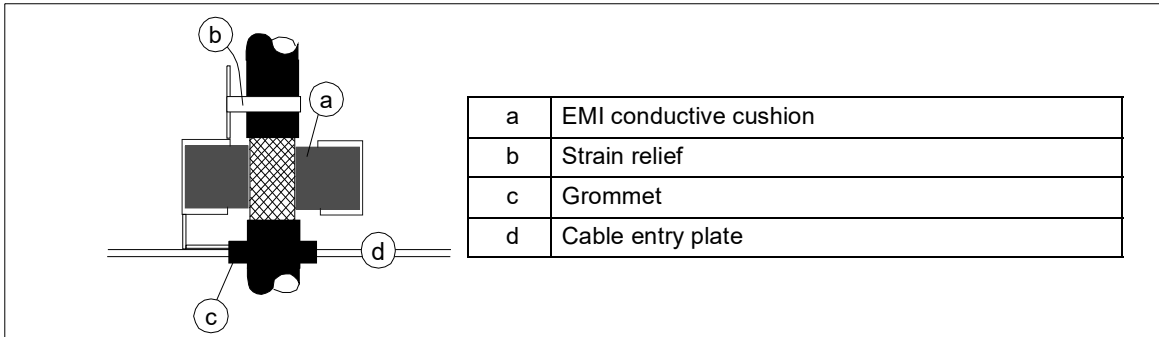 b
a
d
c
a EMI conductive cushion
b Strain relief
c Grommet
d Cable entry plate